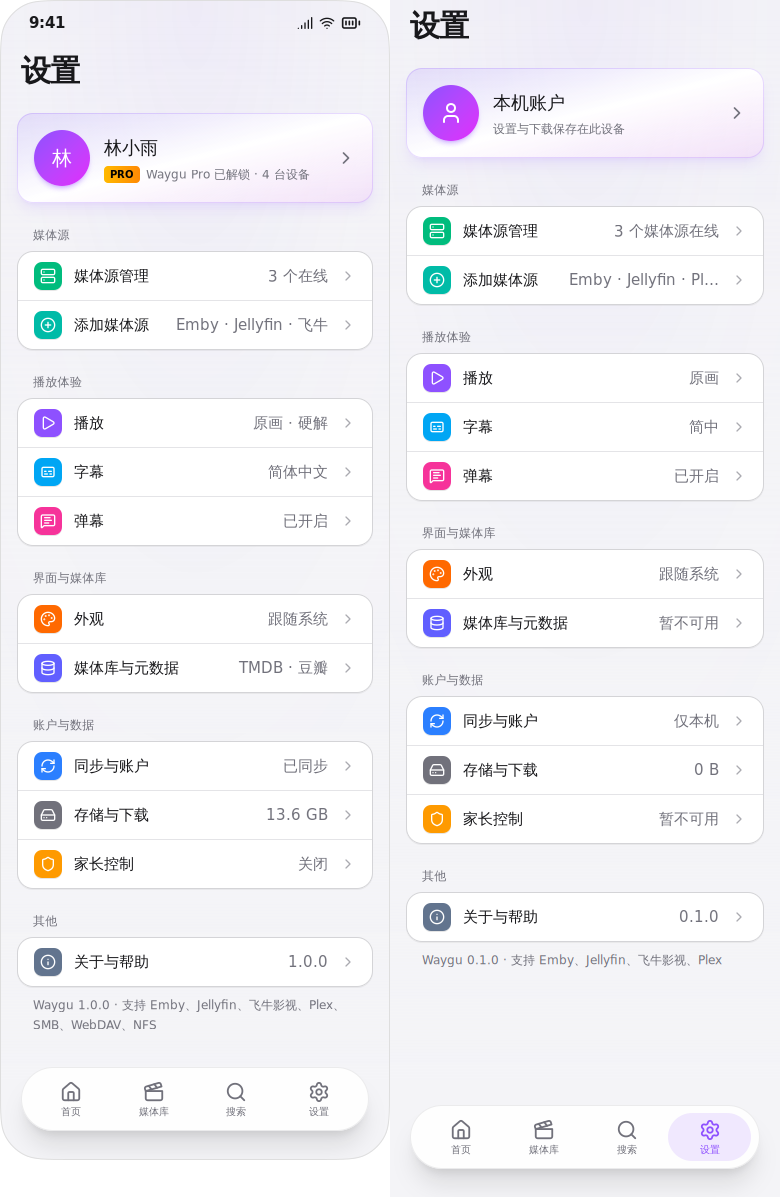 9:41
设置
林
林小雨
PRO Waygu Pro 已解锁 · 4 台设备
媒体源
媒体源管理 3 个在线
添加媒体源 Emby · Jellyfin · 飞牛
播放体验
播放 原画 · 硬解
字幕 简体中文
弹幕 已开启
界面与媒体库
外观 跟随系统
媒体库与元数据 TMDB · 豆瓣
账户与数据
同步与账户 已同步
存储与下载 13.6 GB
家长控制 关闭
其他
关于与帮助 1.0.0
Waygu 1.0.0 · 支持 Emby、Jellyfin、飞牛影视、Plex、
SMB、WebDAV、NFS
首页 媒体库 搜索 设置
设置
本机账户
设置与下载保存在此设备
媒体源
媒体源管理 3 个媒体源在线
添加媒体源 Emby · Jellyfin · Pl...
播放体验
播放 原画
字幕 简中
弹幕 已开启
界面与媒体库
外观 跟随系统
媒体库与元数据 暂不可用
账户与数据
同步与账户 仅本机
存储与下载 0 B
家长控制 暂不可用
其他
关于与帮助 0.1.0
Waygu 0.1.0 · 支持 Emby、Jellyfin、飞牛影视、Plex
首页 媒体库 搜索 设置